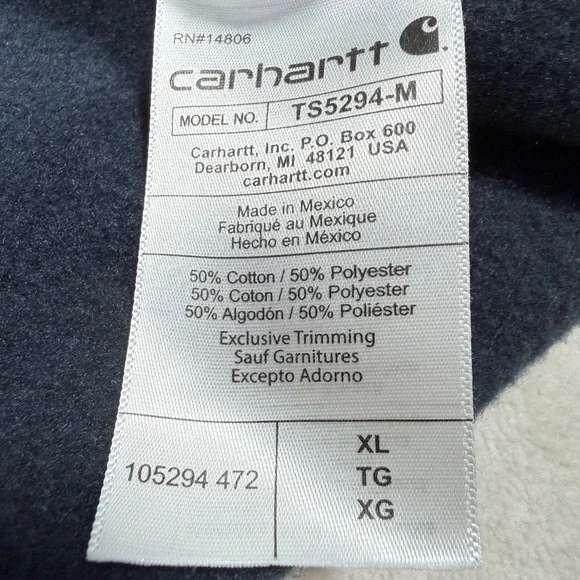 RN#14806
carhartt
MODEL NO. TS5294-M
Carhartt, Inc. P.O. Box 600
Dearborn, MI 48121 USA
carhartt.com
Made in Mexico
Fabriqué au Mexique
Hecho en México
50% Cotton / 50% Polyester
50% Coton / 50% Polyester
50% Algodón / 50% Poliéster
Exclusive Trimming
Sauf Garnitures
Excepto Adorno
105294 472
XL
TG
XG